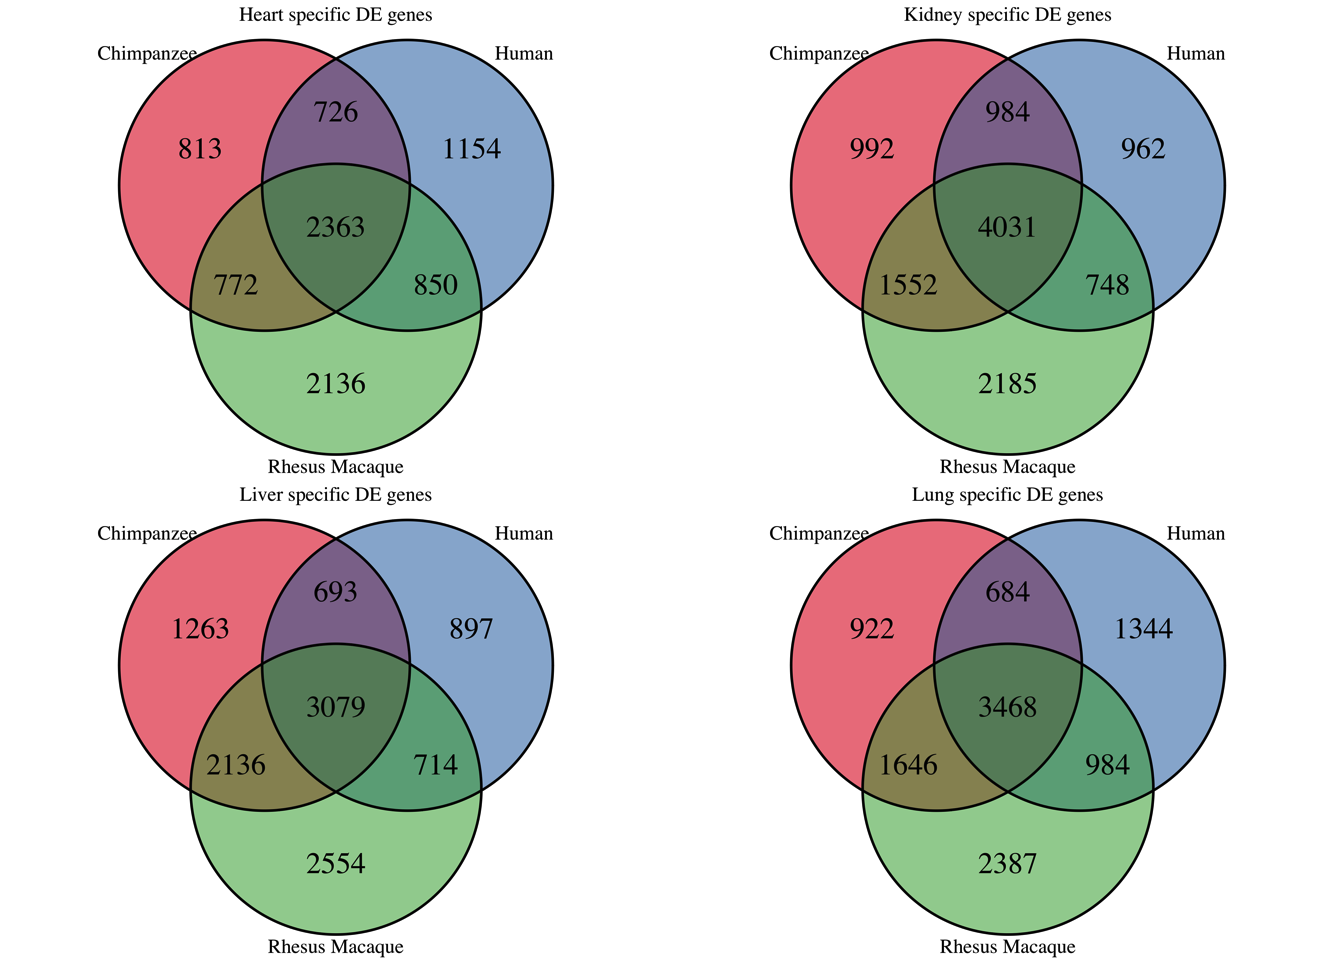 Heart specific DE genes
Chimpanzee
Human
726
813
1154
2363
772
850
2136
Rhesus Macaque
Kidney specific DE genes
Chimpanzee
Human
984
992
962
4031
1552
748
2185
Rhesus Macaque
Liver specific DE genes
Chimpanzee
Human
693
1263
897
3079
2136
714
2554
Rhesus Macaque
Lung specific DE genes
Chimpanzee
Human
684
922
1344
3468
1646
984
2387
Rhesus Macaque